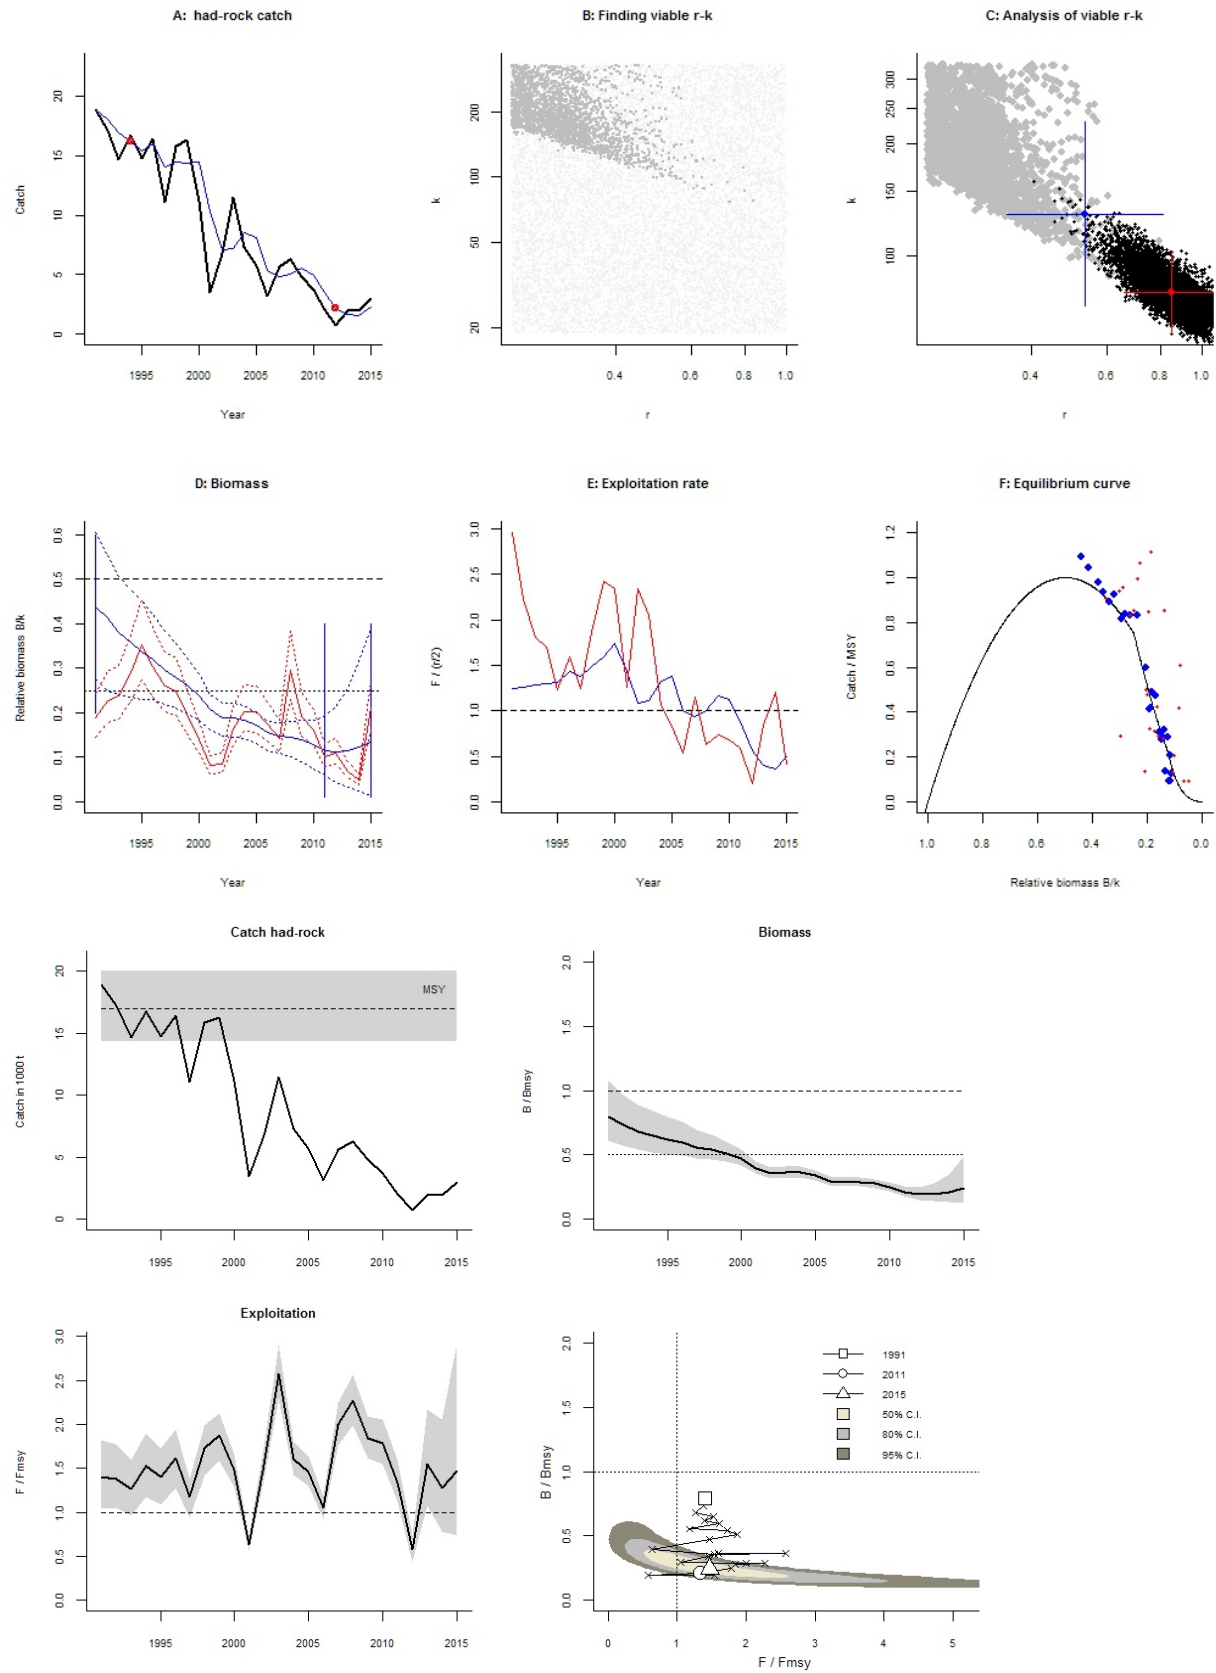 A: had-rock catch
Catch
20
15
10
5
0
1995 2000 2005 2010 2015
Year
B: Finding viable r-k
k
200
100
50
20
0.4 0.6 0.8 1.0
r
C: Analysis of viable r-k
k
300
250
200
150
100
0.4 0.6 0.8 1.0
r
D: Biomass
Relative biomass B/k
0.6
0.5
0.4
0.3
0.2
0.1
0.0
1995 2000 2005 2010 2015
Year
E: Exploitation rate
F / (r/2)
3.0
2.5
2.0
1.5
1.0
0.5
0.0
1995 2000 2005 2010 2015
Year
F: Equilibrium curve
Catch / MSY
1.2
1.0
0.8
0.6
0.4
0.2
0.0
1.0 0.8 0.6 0.4 0.2 0.0
Relative biomass B/k
Catch had-rock
Catch in 1000 t
20
15
10
5
0
MSY
1995 2000 2005 2010 2015
Biomass
B / Bmsy
2.0
1.5
1.0
0.5
0.0
1995 2000 2005 2010 2015
Exploitation
F / Fmsy
3.0
2.5
2.0
1.5
1.0
0.5
0.0
1995 2000 2005 2010 2015
B / Bmsy
2.0
1.5
1.0
0.5
0.0
1991
2011
2015
50% C.I.
80% C.I.
95% C.I.
0 1 2 3 4 5
F / Fmsy